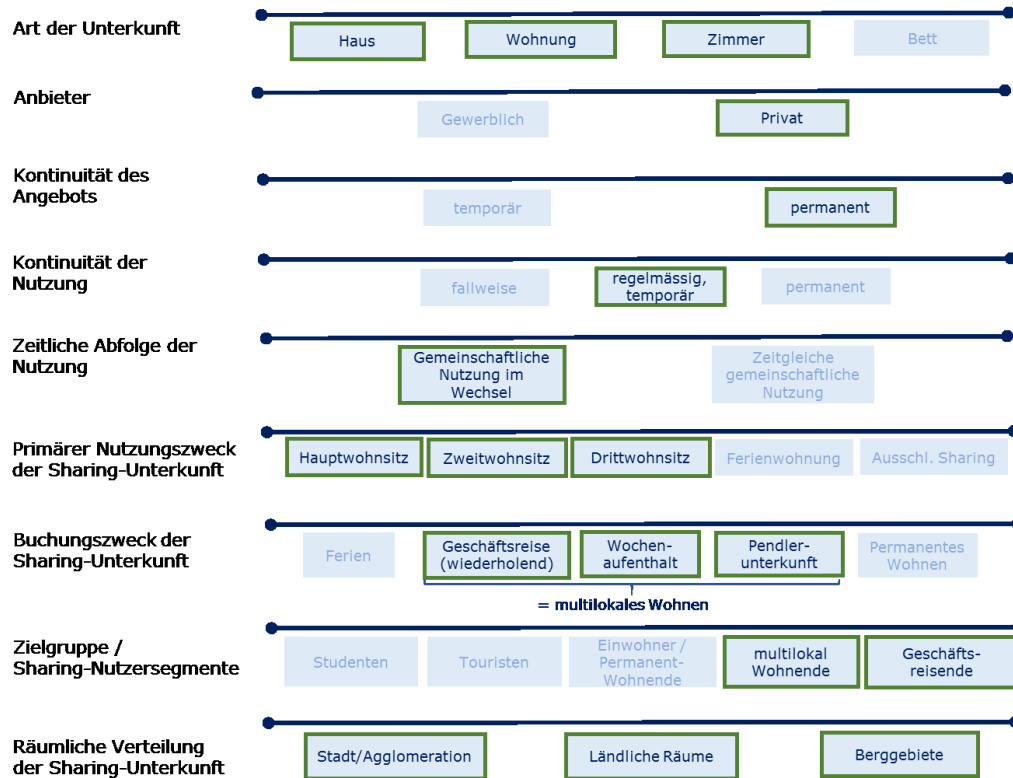 Art der Unterkunft
Haus
Wohnung
Zimmer
Bett
Anbieter
Gewerblich
Privat
Kontinuität des
Angebots
temporär
permanent
Kontinuität der
Nutzung
fallweise
regelmässig,
temporär
permanent
Zeitliche Abfolge der
Nutzung
Gemeinschaftliche
Nutzung im
Wechsel
Zeitgleiche
gemeinschaftliche
Nutzung
Primärer Nutzungszweck
der Sharing-Unterkunft
Hauptwohnsitz
Zweitwohnsitz
Drittwohnsitz
Ferienwohnung
Ausschl. Sharing
Buchungszweck der
Sharing-Unterkunft
Ferien
Geschäftsreise
(wiederholend)
Wochen-
aufenthalt
Pendler-
unterkunft
Permanentes
Wohnen
= multilokales Wohnen
Zielgruppe /
Sharing-Nutzersegmente
Studenten
Touristen
Einwohner /
Permanent-
Wohnende
multilokal
Wohnende
Geschäfts-
reisende
Räumliche Verteilung
der Sharing-Unterkunft
Stadt/Agglomeration
Ländliche Räume
Berggebiete